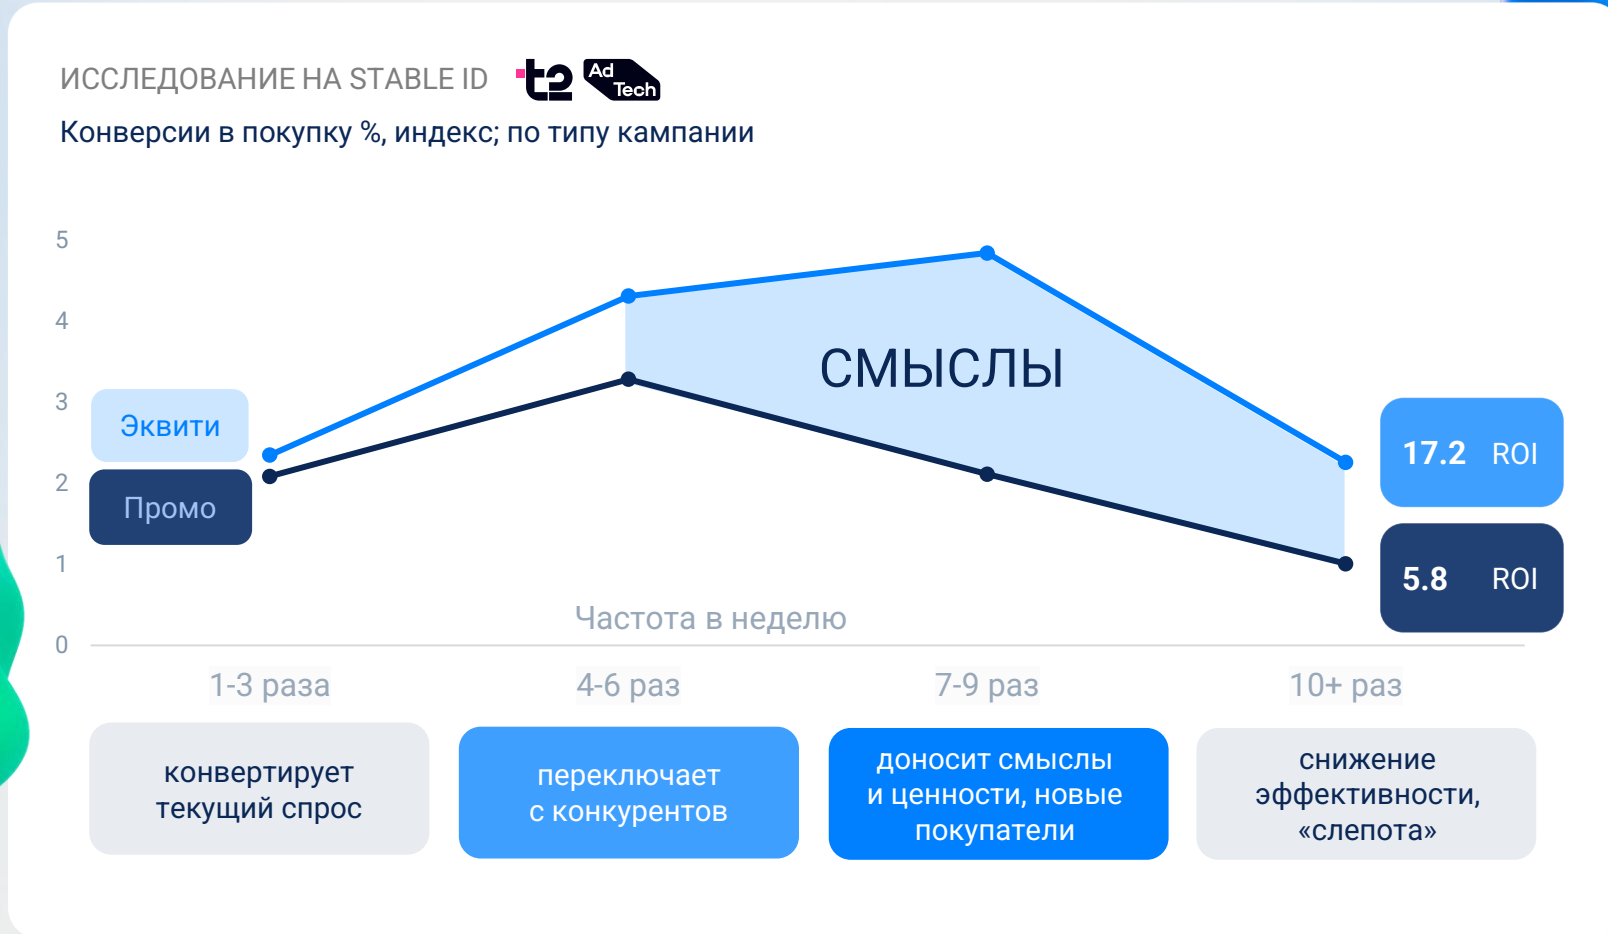 ИССЛЕДОВАНИЕ НА STABLE ID t2 Ad Tech
Конверсии в покупку %, индекс; по типу кампании
5
4
3
2
1
0
Эквити
Промо
СМЫСЛЫ
17.2 ROI
5.8 ROI
Частота в неделю
1-3 раза
4-6 раз
7-9 раз
10+ раз
конвертирует
текущий спрос
переключает
с конкурентов
доносит смыслы
и ценности, новые
покупатели
снижение
эффективности,
«слепота»